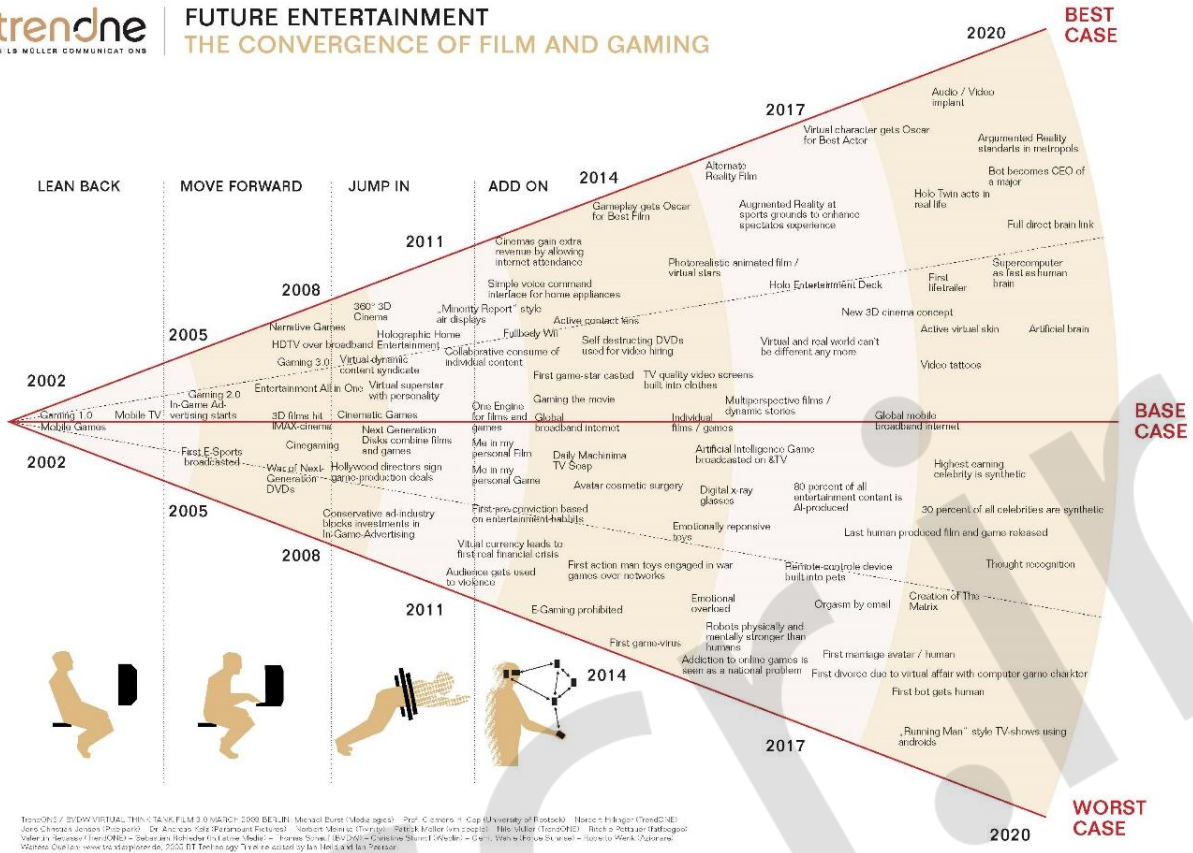 trendone
FUTURE ENTERTAINMENT
THE CONVERGENCE OF FILM AND GAMING
LEAN BACK
MOVE FORWARD
JUMP IN
ADD ON
BEST
CASE
2020
2017
2014
2011
2008
2005
2002
Audio / Video
implant
Virtual character gets Oscar
for Best Actor
Argumented Reality
standarts in metropols
Alternate
Reality Film
Bot becomes CEO of
a major
Holo Twin acts in
real life
Gameplay gets Oscar
for Best Film
Augmented Reality at
sports grounds to enhance
spectatos experience
Full direct brain link
Cinemas gain extra
revenue by allowing
internet attendance
Photorealistic animated film /
virtual stars
Supercomputer
as fast as human
brain
Simple voice command
interface for home appliances
Holo Entertainment Deck
First
lifetrailer
360° 3D
Cinema
„Minority Report" style
air displays
New 3D cinema concept
Narrative Games
Active contact lens
Active virtual skin
Artificial brain
Holographic Home
Entertainment
Fullbody Wii
HDTV over broadband
Self destructing DVDs
used for video hiring
Virtual and real world can't
be different any more
Collaborative consume of
individual content
Gaming 3.0
Virtual dynamic
content syndicate
Video tattoos
First game-star casted
TV quality video screens
built into clothes
Entertainment All in One
Virtual superstar
with personality
Gaming 2.0
Gaming the movie
Multiperspective films /
dynamic stories
In-Game Ad-
vertising starts
One Engine
for films and
games
Gaming 1.0
Mobile TV
3D films hit
IMAX-cinema
Cinematic Games
Global
broadband internet
Individual
films / games
Global mobile
broadband internet
BASE
CASE
Mobile Games
Next Generation
Disks combine films
and games
Cinegaming
Me in my
personal Film
Artificial Intelligence Game
broadcasted on &TV
First E-Sports
broadcasted
Daily Machinima
TV Soap
Highest earning
celebrity is synthetic
War of Next-
Generation
DVDs
Hollywood directors sign
game-production deals
Me in my
personal Game
Avatar cosmetic surgery
Digital x-ray
glasses
80 percent of all
entertainment content is
AI-produced
Conservative ad-industry
blocks investments in
In-Game-Advertising
First pre conviction based
on entertainment habbits
30 percent of all celebrities are synthetic
Emotionally reponsive
toys
Last human produced film and game released
Vitual currency leads to
first real financial crisis
First action man toys engaged in war
games over networks
Remote-controle device
built into pets
Thought recognition
Audience gets used
to violence
E-Gaming prohibited
Emotional
overload
Orgasm by email
Creation of The
Matrix
First game-virus
Robots physically and
mentally stronger than
humans
Addiction to online games is
seen as a national problem
First marriage avatar / human
First divorce due to virtual affair with computer game charkter
First bot gets human
„Running Man" style TV-shows using
androids
2002
2005
2008
2011
2014
2017
2020
WORST
CASE